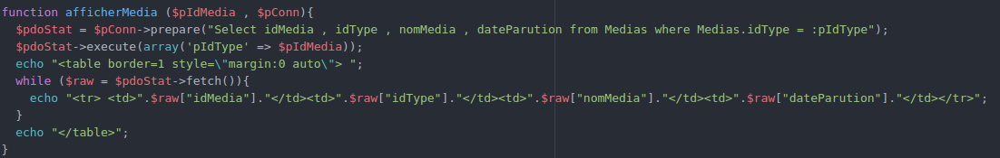 function afficherMedia ($pIdMedia , $pConn){
  $pdoStat = $pConn->prepare("Select idMedia , idType , nomMedia , dateParution from Medias where Medias.idType = :pIdType");
  $pdoStat->execute(array('pIdType' => $pIdMedia));
  echo "<table border=1 style=\"margin:0 auto\"> ";
  while ($raw = $pdoStat->fetch()){
    echo "<tr> <td>".$raw["idMedia"]."</td><td>".$raw["idType"]."</td><td>".$raw["nomMedia"]."</td><td>".$raw["dateParution"]."</td></tr>";
  }
  echo "</table>";
}